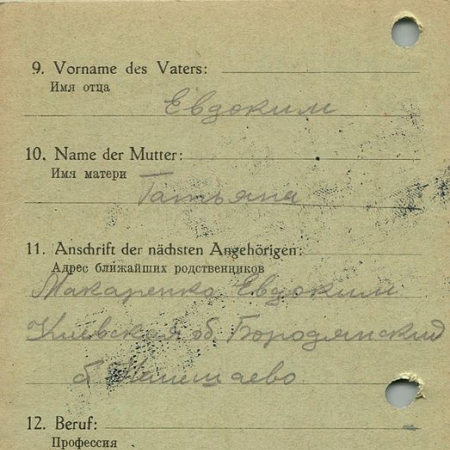 9. Vorname des Vaters:
Имя отца
Евдоким
10. Name der Mutter:
Имя матери
Татьяна
11. Anschrift der nächsten Angehörigen:
Адрес ближайших родственников
Макаренко Евдоким
Киевская об. Бородянский
12. Beruf:
Профессия